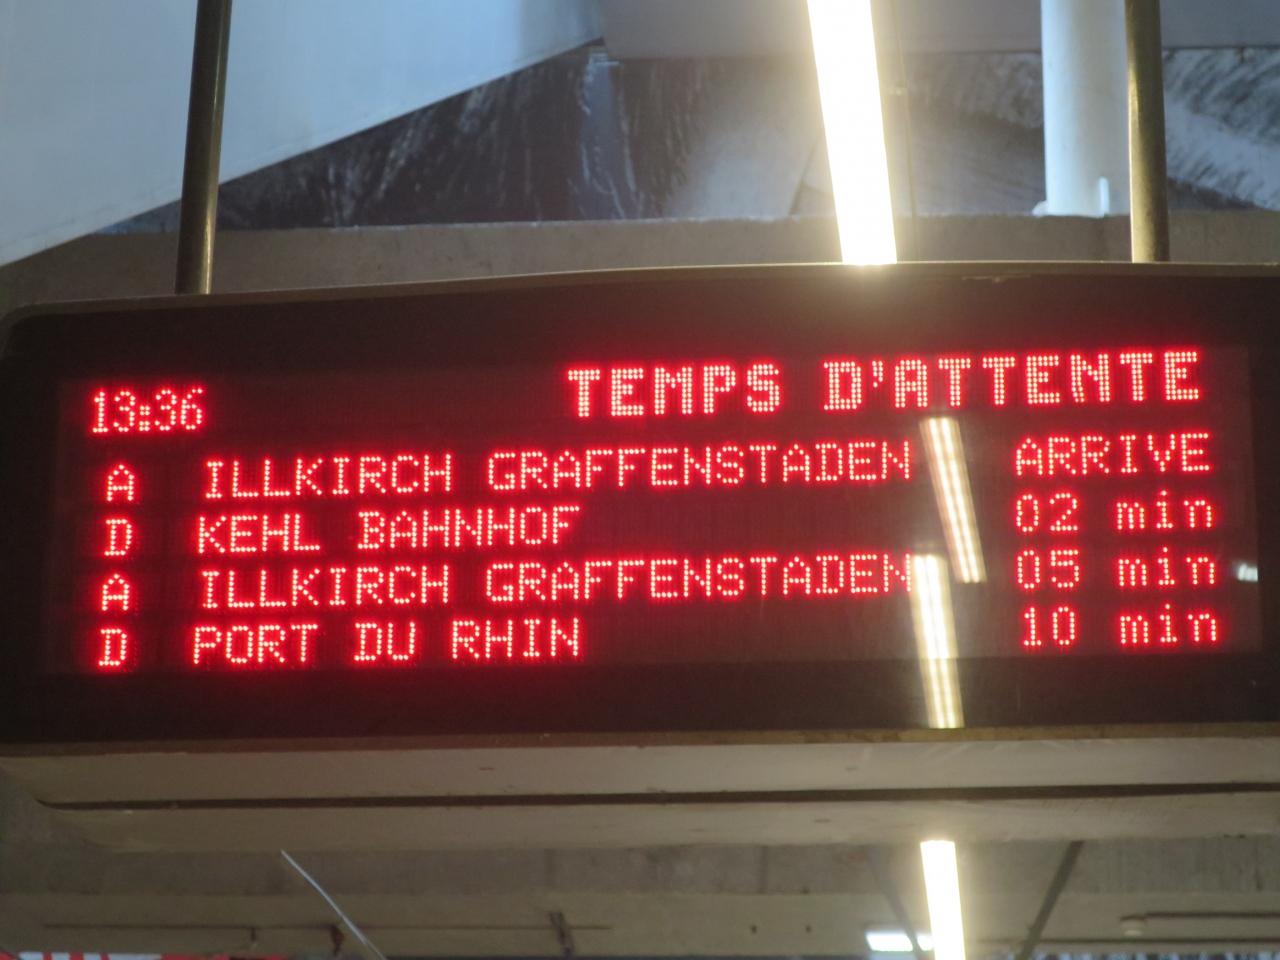 13:36 TEMPS D'ATTENTE
A ILLKIRCH GRAFFENSTADEN ARRIVE
D KEHL BAHNHOF 02 min
A ILLKIRCH GRAFFENSTADEN 05 min
D PORT DU RHIN 10 min